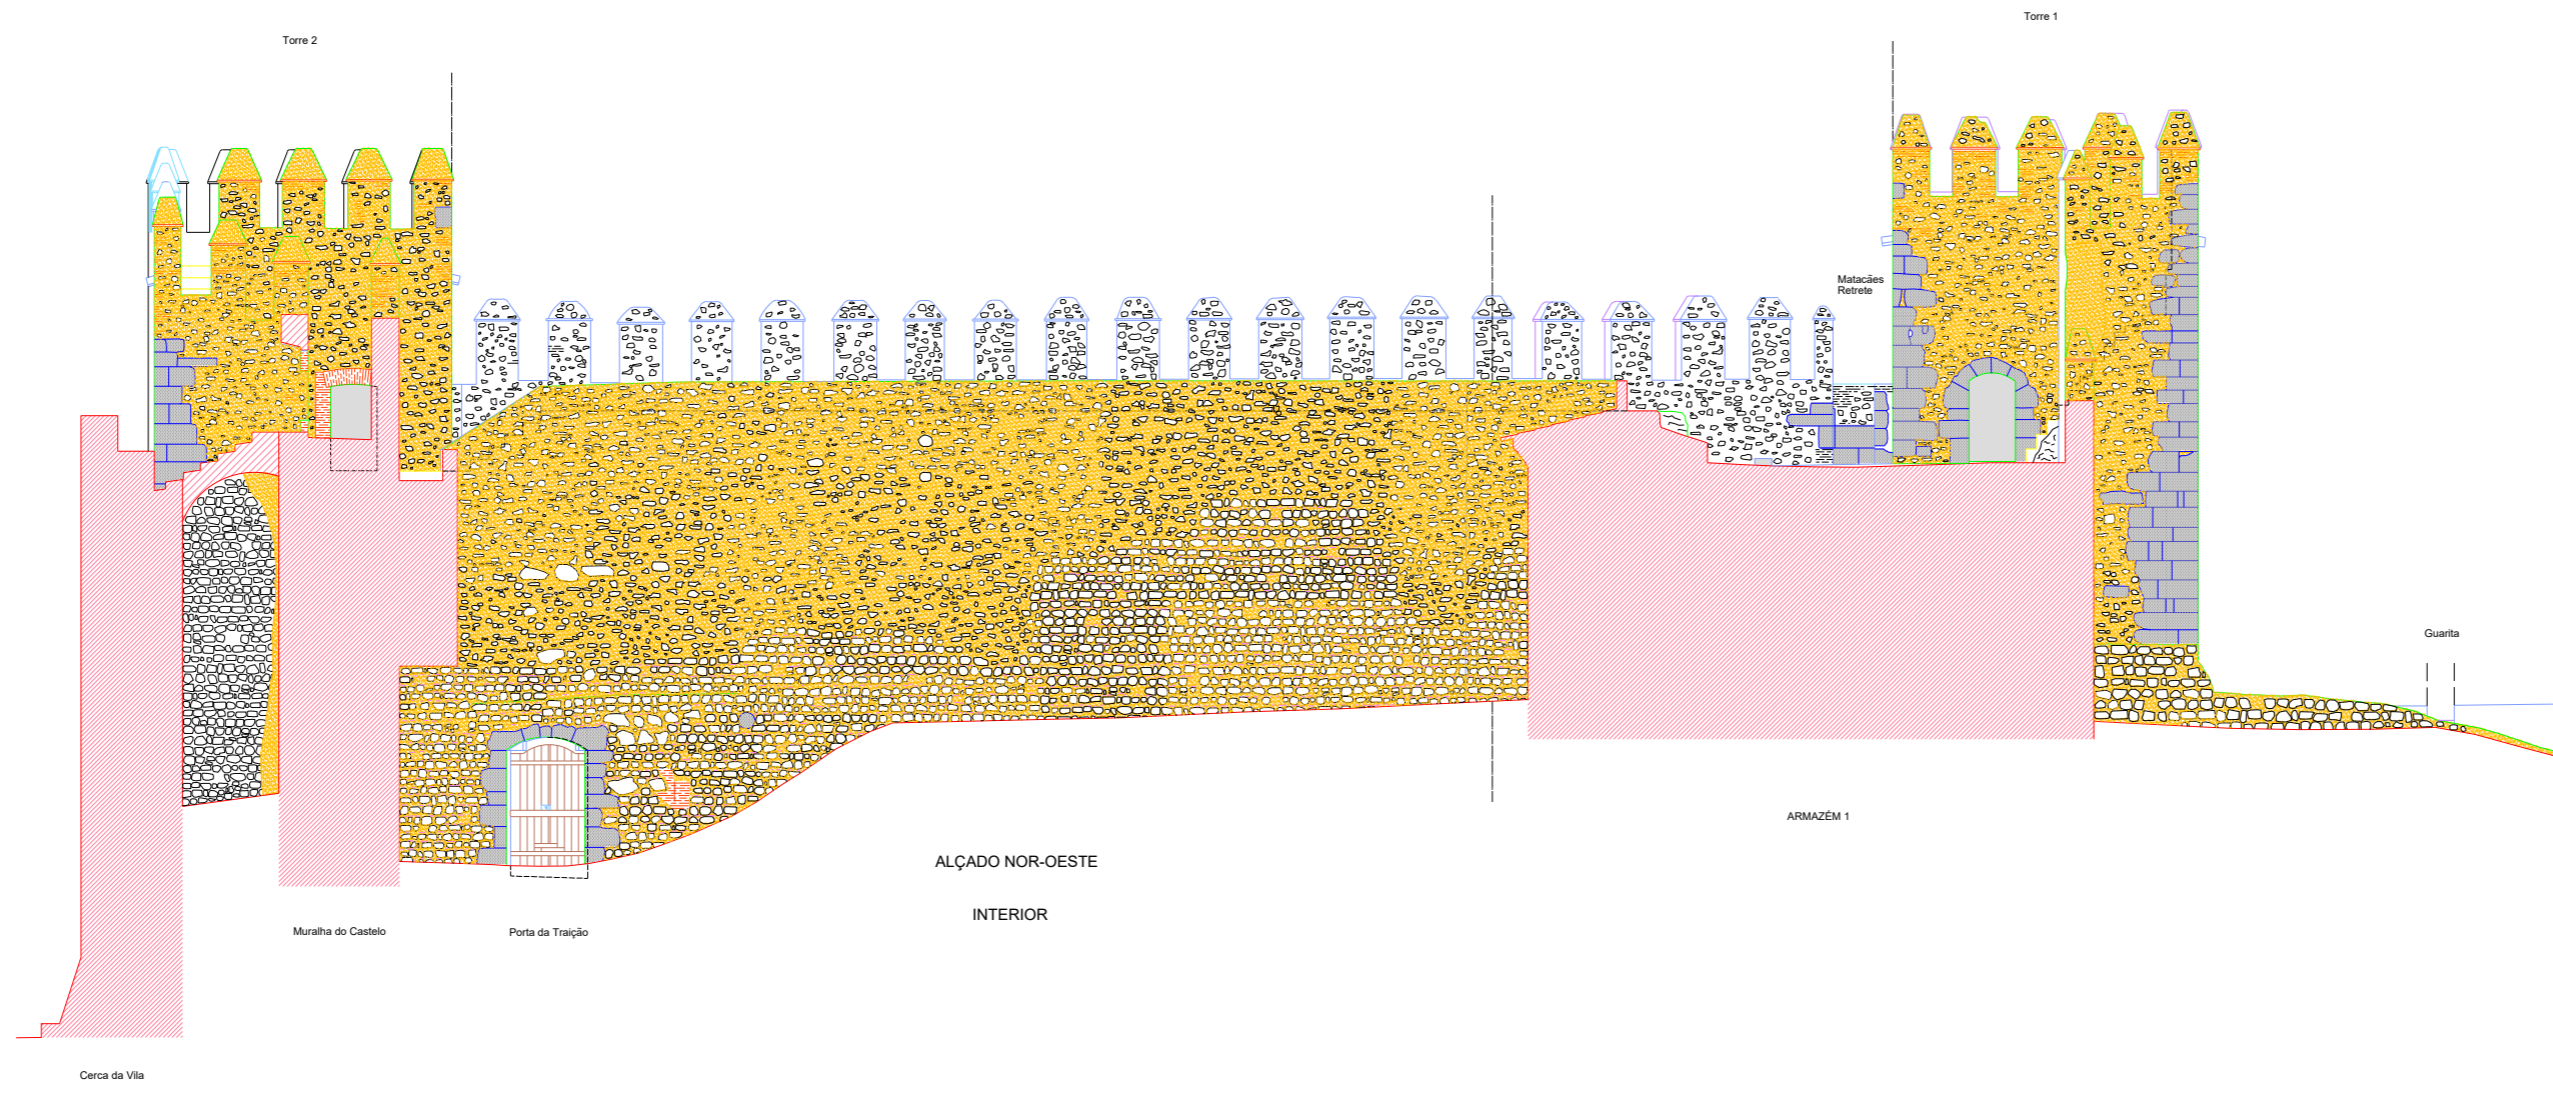 Torre 1
Torre 2
Matacães
Retrete
Guarita
ARMAZÉM 1
ALÇADO NOR-OESTE
INTERIOR
Muralha do Castelo
Porta da Traição
Cerca da Vila